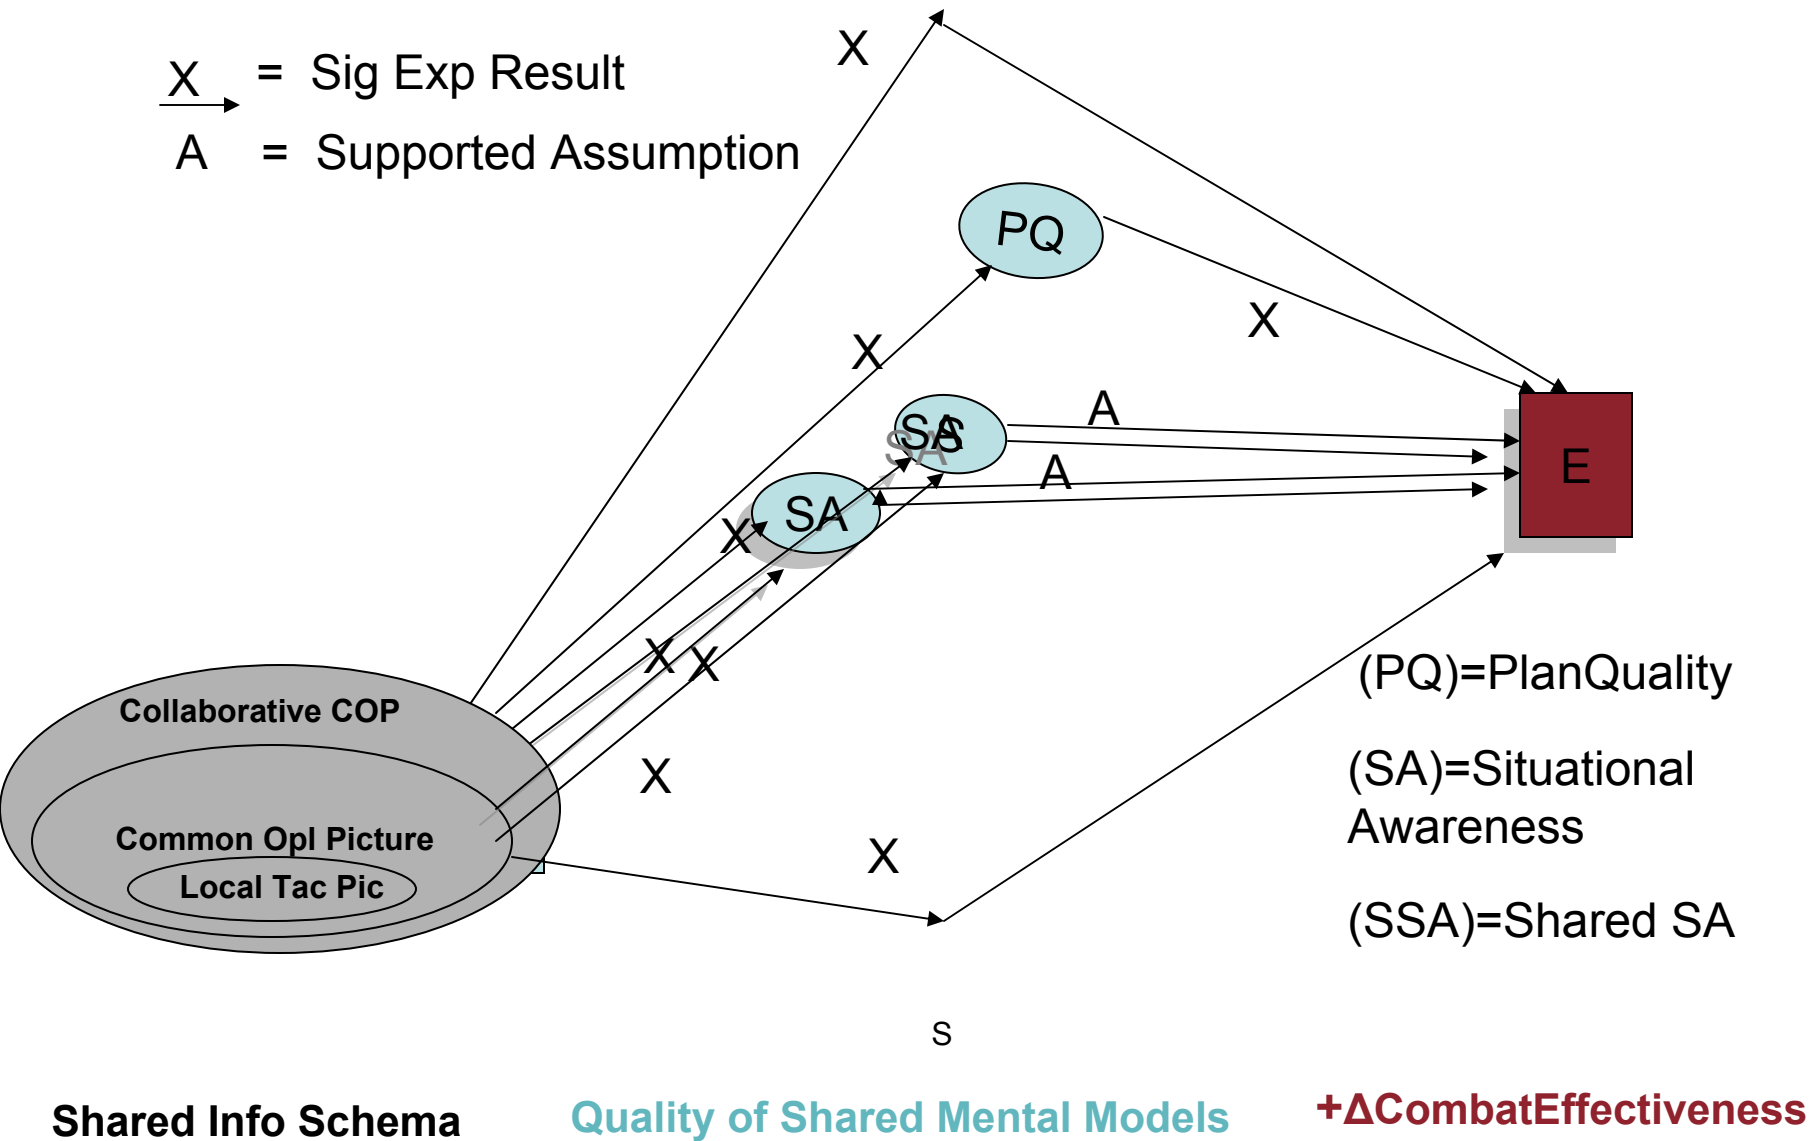 X = Sig Exp Result
A = Supported Assumption
X
PQ
X
X
A
SA
S
SA
A
SA
E
X
X
X
X
X
Collaborative COP
Common Opl Picture
Local Tac Pic
(PQ)=PlanQuality
(SA)=Situational
Awareness
(SSA)=Shared SA
S
Shared Info Schema
Quality of Shared Mental Models
+ΔCombatEffectiveness